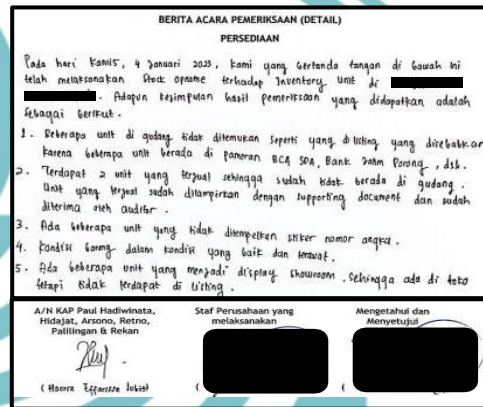 BERITA ACARA PEMERIKSAAN (DETAIL)
PERSEDIAAN
Pada hari Kamis, 4 Januari 2023, kami yang bertanda tangan di bawah ini
telah melaksanakan Stock opname terhadap Inventory unit di
. Adapun kesimpulan hasil pemeriksaan yang didapatkan adalah
sebagai berikut.
1. Beberapa unit di gudang tidak ditemukan seperti yang di listing yang disebabkan
karena beberapa unit berada di pameran BCA SDA, Bank Jatim Porong, dsb.
2. Terdapat 2 unit yang terjual sehingga sudah tidak berada di gudang.
Unit yang terjual sudah dilampirkan dengan supporting document dan sudah
diterima oleh auditor.
3. Ada beberapa unit yang tidak ditempelkan stiker nomor angka.
4. Kondisi barang dalam kondisi yang baik dan terawat.
5. Ada beberapa unit yang menjadi display showroom. Sehingga ada di toko
tetapi tidak terdapat di listing.
A/N KAP Paul Hadiwinata,
Hidajat, Arsono, Retno,
Palilingan & Rekan
Staf Perusahaan yang
melaksanakan
Mengetahui dan
Menyetujui